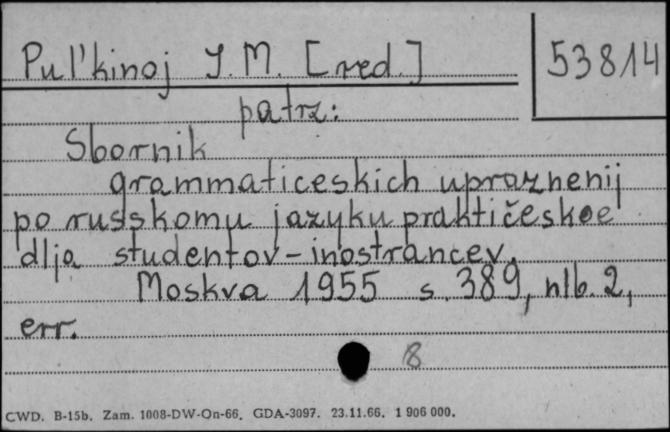 Pul'kinoj J. M. [red.]
53814
patrz:
Sbornik
grammaticeskich upraznenij
po russkomu jazyku praktičeskoe
dlja studentov-inostrancev.
Moskva 1955 s. 389, nlb. 2,
err.
8
CWD. B-15b. Zam. 1008-DW-On-66. GDA-3097. 23.11.66. 1 906 000.